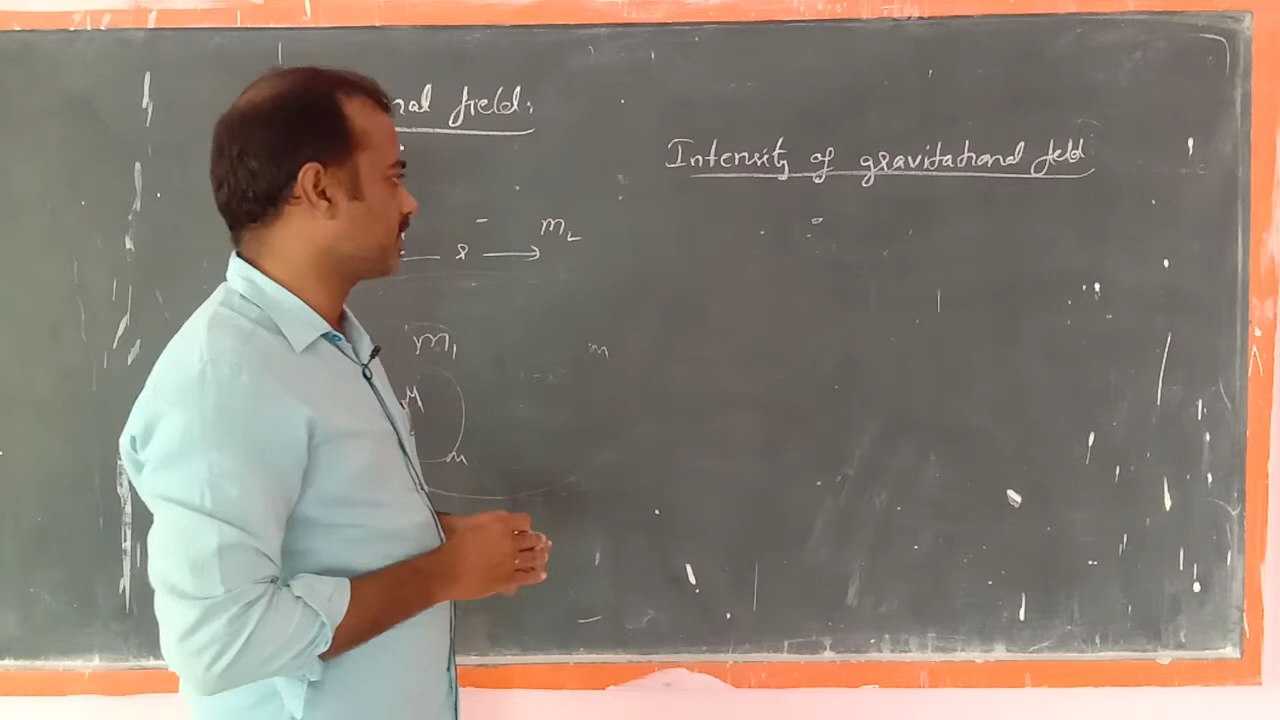 nal field:
Intensity of gravitational field
m₂
r
m₁
m
M
m